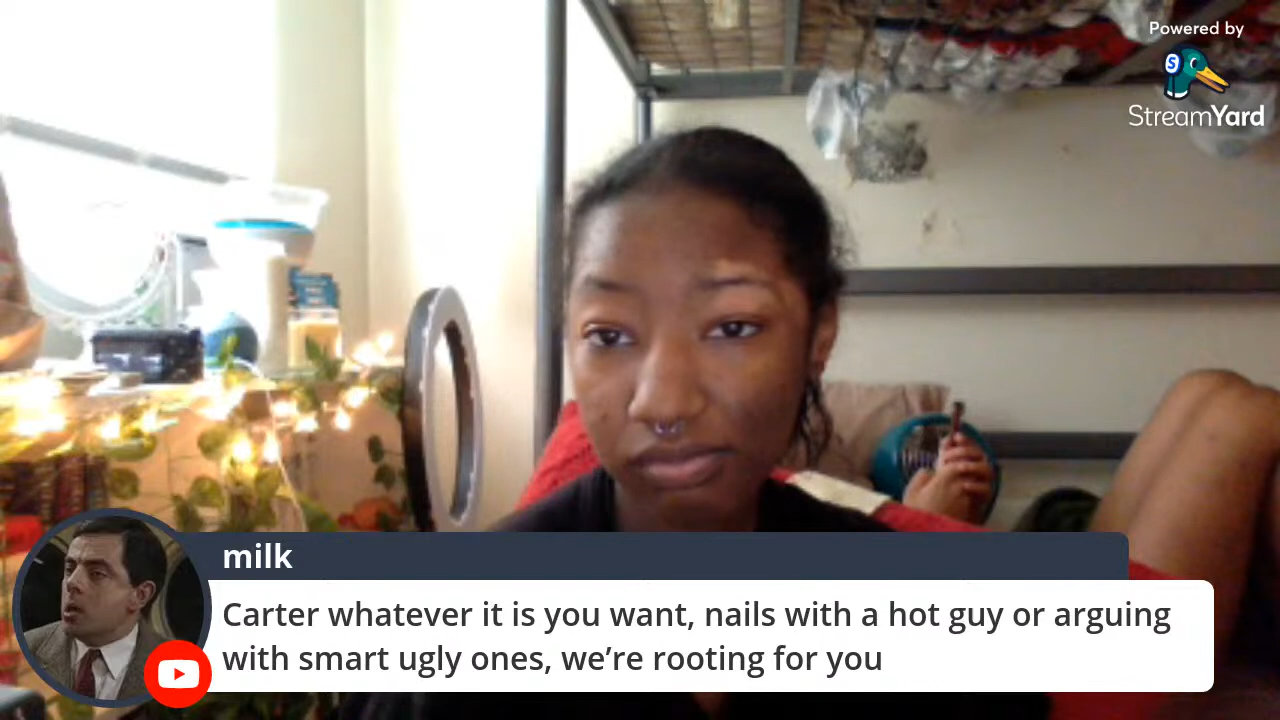 Powered by
S
StreamYard
milk
Carter whatever it is you want, nails with a hot guy or arguing
with smart ugly ones, we’re rooting for you